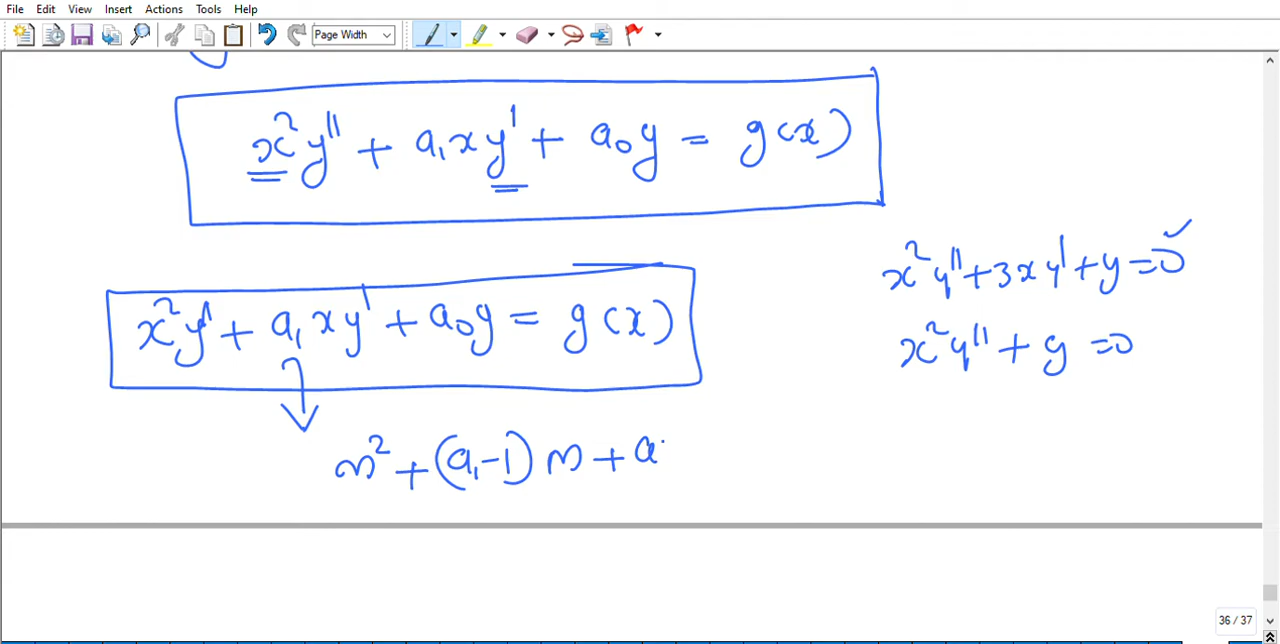 File Edit View Insert Actions Tools Help
Page Width
x²y'' + a₁xy' + a₀y = g(x)
x²y'' + 3xy' + y = 0
x²y'' + a₁xy' + a₀y = g(x)
x²y'' + y = 0
m² + (a₁-1)m + a
36 / 37